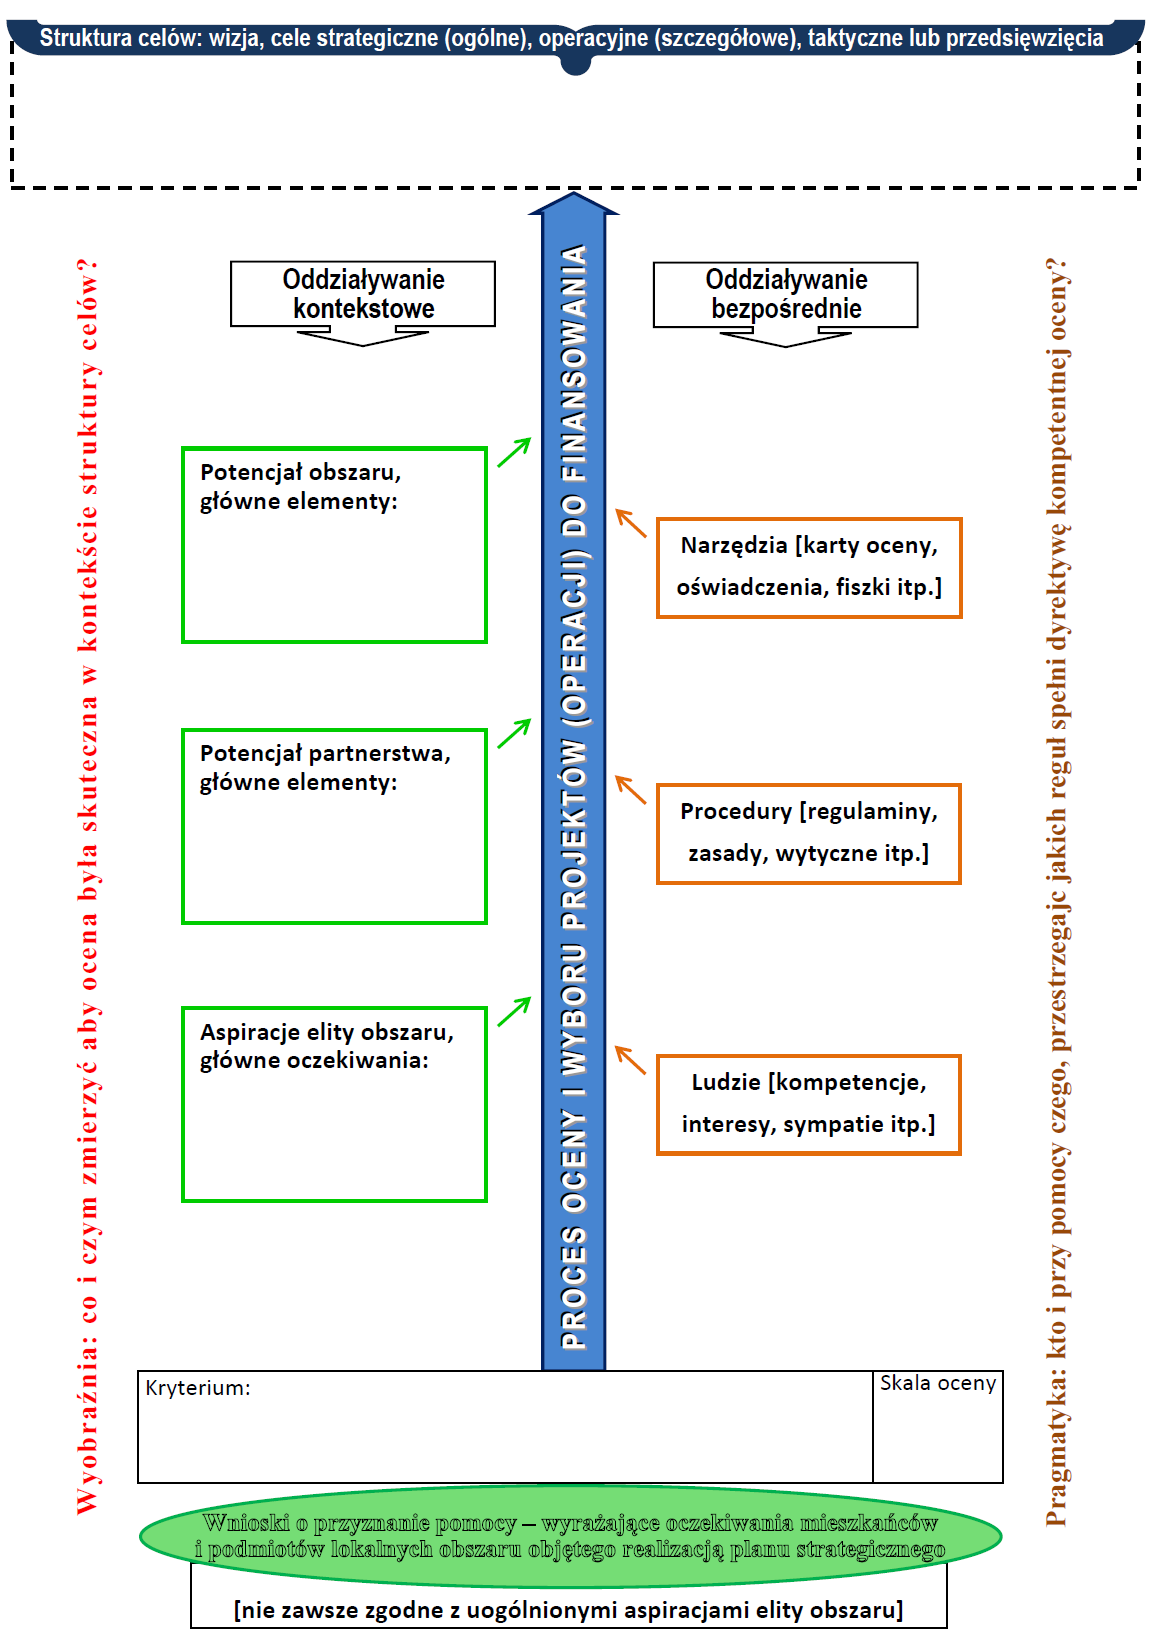 Struktura celów: wizja, cele strategiczne (ogólne), operacyjne (szczegółowe), taktyczne lub przedsięwzięcia
Wyobraźnia: co i czym zmierzyć aby ocena była skuteczna w kontekście struktury celów?
Oddziaływanie
kontekstowe
Potencjał obszaru,
główne elementy:
Potencjał partnerstwa,
główne elementy:
Aspiracje elity obszaru,
główne oczekiwania:
PROCES OCENY I WYBORU PROJEKTÓW (OPERACJI) DO FINANSOWANIA
Oddziaływanie
bezpośrednie
Narzędzia [karty oceny,
oświadczenia, fiszki itp.]
Procedury [regulaminy,
zasady, wytyczne itp.]
Ludzie [kompetencje,
interesy, sympatie itp.]
Pragmatyka: kto i przy pomocy czego, przestrzegajc jakich reguł spełni dyrektywę kompetentnej oceny?
Kryterium:
Skala oceny
Wnioski o przyznanie pomocy – wyrażające oczekiwania mieszkańców
i podmiotów lokalnych obszaru objętego realizacją planu strategicznego
[nie zawsze zgodne z uogólnionymi aspiracjami elity obszaru]